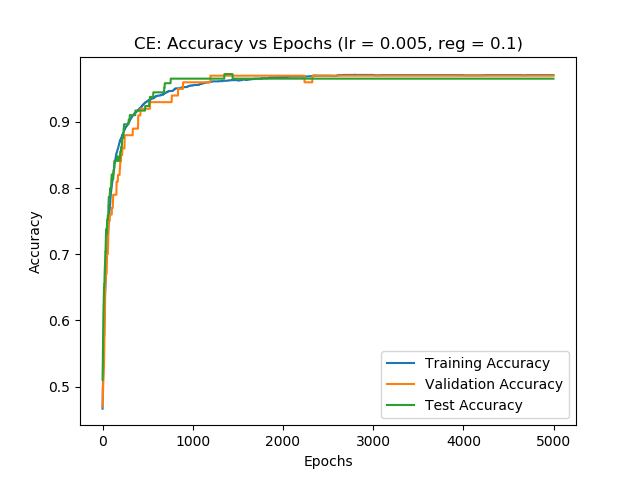 CE: Accuracy vs Epochs (lr = 0.005, reg = 0.1)
0.9
0.8
0.7
0.6
0.5
Accuracy
Training Accuracy
Validation Accuracy
Test Accuracy
0 1000 2000 3000 4000 5000
Epochs